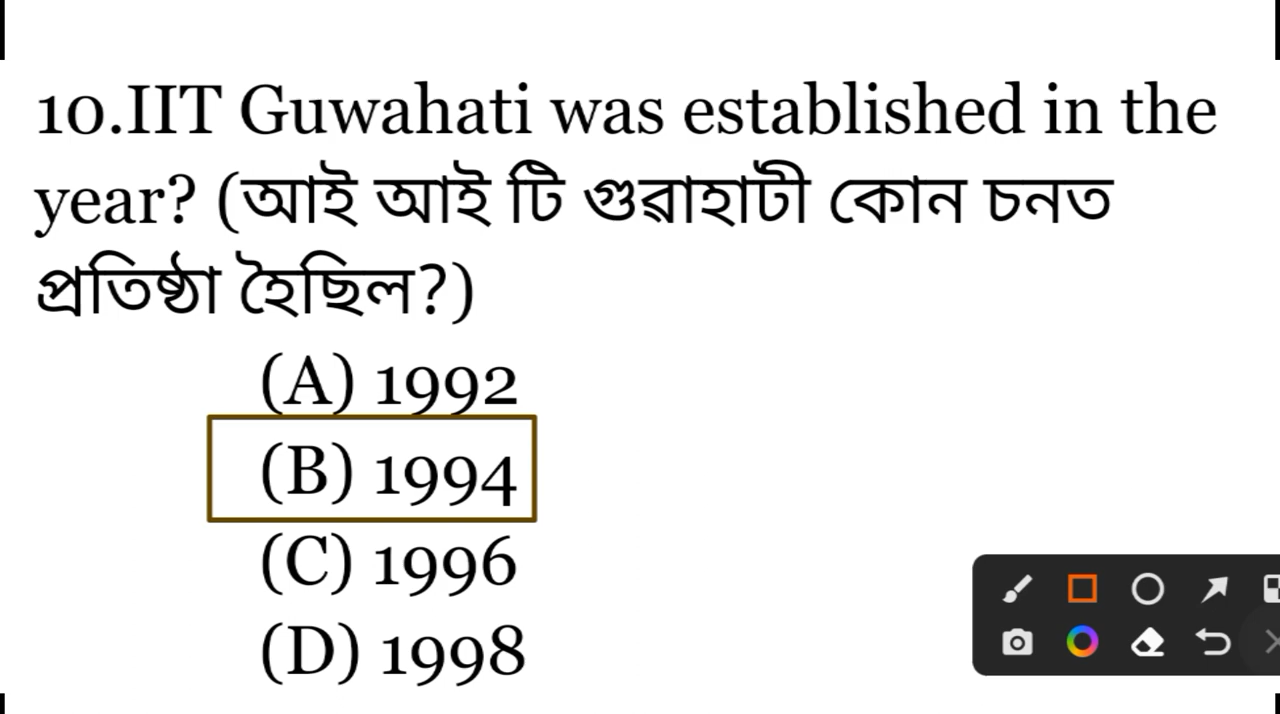 10.IIT Guwahati was established in the
year? (আই আই টি গুৱাহাটী কোন চনত
প্ৰতিষ্ঠা হৈছিল?)
(A) 1992
(B) 1994
(C) 1996
(D) 1998